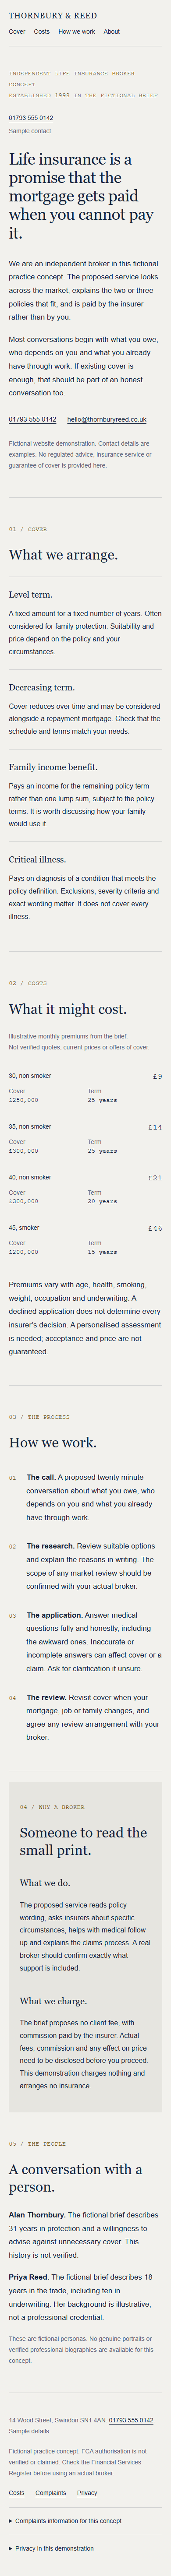 THORNBURY & REED
Cover Costs How we work About
INDEPENDENT LIFE INSURANCE BROKER
CONCEPT
ESTABLISHED 1998 IN THE FICTIONAL BRIEF
01793 555 0142
Sample contact
Life insurance is a
promise that the
mortgage gets paid
when you cannot pay
it.
We are an independent broker in this fictional
practice concept. The proposed service looks
across the market, explains the two or three
policies that fit, and is paid by the insurer
rather than by you.
Most conversations begin with what you owe,
who depends on you and what you already
have through work. If existing cover is
enough, that should be part of an honest
conversation too.
01793 555 0142 hello@thornburyreed.co.uk
Fictional website demonstration. Contact details are
examples. No regulated advice, insurance service or
guarantee of cover is provided here.
01 / COVER
What we arrange.
Level term.
A fixed amount for a fixed number of years. Often
considered for family protection. Suitability and
price depend on the policy and your
circumstances.
Decreasing term.
Cover reduces over time and may be considered
alongside a repayment mortgage. Check that the
schedule and terms match your needs.
Family income benefit.
Pays an income for the remaining policy term
rather than one lump sum, subject to the policy
terms. It is worth discussing how your family
would use it.
Critical illness.
Pays on diagnosis of a condition that meets the
policy definition. Exclusions, severity criteria and
exact wording matter. It does not cover every
illness.
02 / COSTS
What it might cost.
Illustrative monthly premiums from the brief.
Not verified quotes, current prices or offers of cover.
30, non smoker £9
Cover Term
£250,000 25 years
35, non smoker £14
Cover Term
£300,000 25 years
40, non smoker £21
Cover Term
£300,000 20 years
45, smoker £46
Cover Term
£200,000 15 years
Premiums vary with age, health, smoking,
weight, occupation and underwriting. A
declined application does not determine every
insurer's decision. A personalised assessment
is needed; acceptance and price are not
guaranteed.
03 / THE PROCESS
How we work.
01 The call. A proposed twenty minute
conversation about what you owe, who
depends on you and what you already
have through work.
02 The research. Review suitable options
and explain the reasons in writing. The
scope of any market review should be
confirmed with your actual broker.
03 The application. Answer medical
questions fully and honestly, including
the awkward ones. Inaccurate or
incomplete answers can affect cover or a
claim. Ask for clarification if unsure.
04 The review. Revisit cover when your
mortgage, job or family changes, and
agree any review arrangement with your
broker.
04 / WHY A BROKER
Someone to read the
small print.
What we do.
The proposed service reads policy
wording, asks insurers about specific
circumstances, helps with medical follow
up and explains the claims process. A real
broker should confirm exactly what
support is included.
What we charge.
The brief proposes no client fee, with
commission paid by the insurer. Actual
fees, commission and any effect on price
need to be disclosed before you proceed.
This demonstration charges nothing and
arranges no insurance.
05 / THE PEOPLE
A conversation with a
person.
Alan Thornbury. The fictional brief describes
31 years in protection and a willingness to
advise against unnecessary cover. This
history is not verified.
Priya Reed. The fictional brief describes 18
years in the trade, including ten in
underwriting. Her background is illustrative,
not a professional credential.
These are fictional personas. No genuine portraits or
verified professional biographies are available for this
concept.
14 Wood Street, Swindon SN1 4AN. 01793 555 0142.
Sample details.
Fictional practice concept. FCA authorisation is not
verified or claimed. Check the Financial Services
Register before using an actual broker.
Costs Complaints Privacy
Complaints information for this concept
Privacy in this demonstration